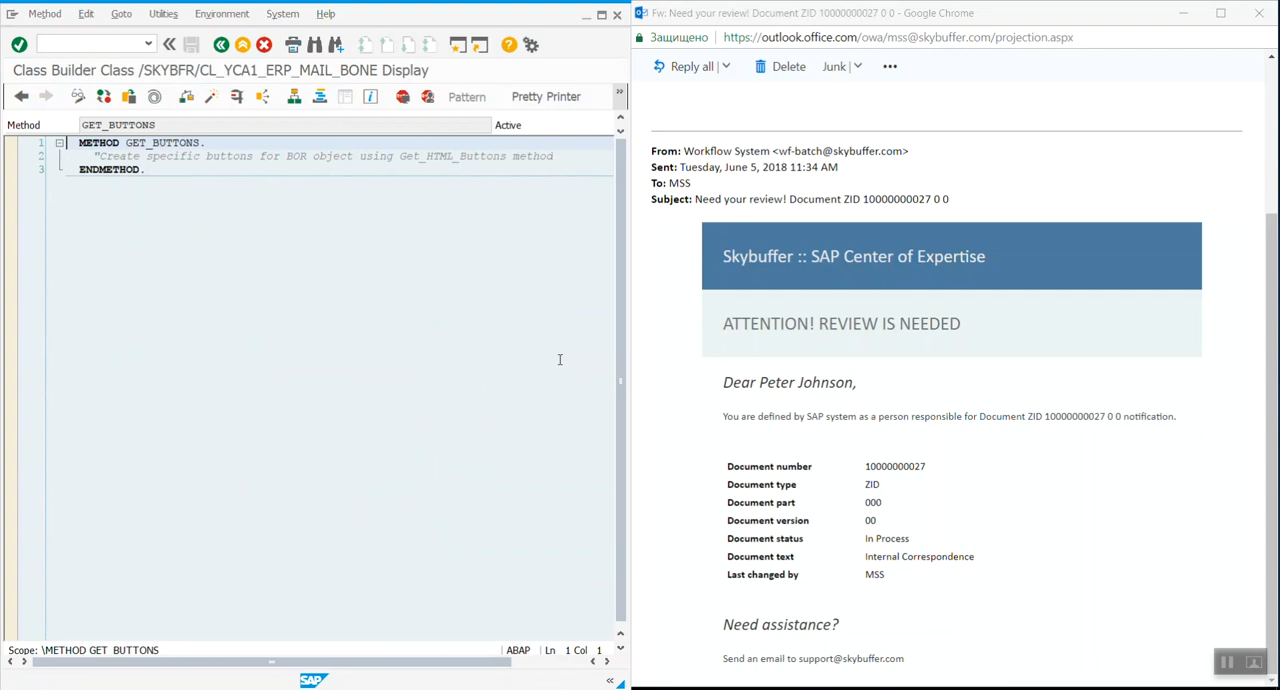 Method Edit Goto Utilities Environment System Help
Class Builder Class /SKYBFR/CL_YCA1_ERP_MAIL_BONE Display
Pattern Pretty Printer
Method GET_BUTTONS Active
1 METHOD GET_BUTTONS.
2 "Create specific buttons for BOR object using Get_HTML_Buttons method
3 ENDMETHOD.
Scope: \METHOD GET_BUTTONS ABAP Ln 1 Col 1
SAP
Fw: Need your review! Document ZID 10000000027 0 0 - Google Chrome
Защищено https://outlook.office.com/owa/mss@skybuffer.com/projection.aspx
Reply all Delete Junk
From: Workflow System <wf-batch@skybuffer.com>
Sent: Tuesday, June 5, 2018 11:34 AM
To: MSS
Subject: Need your review! Document ZID 10000000027 0 0
Skybuffer :: SAP Center of Expertise
ATTENTION! REVIEW IS NEEDED
Dear Peter Johnson,
You are defined by SAP system as a person responsible for Document ZID 10000000027 0 0 notification.
Document number 10000000027
Document type ZID
Document part 000
Document version 00
Document status In Process
Document text Internal Correspondence
Last changed by MSS
Need assistance?
Send an email to support@skybuffer.com